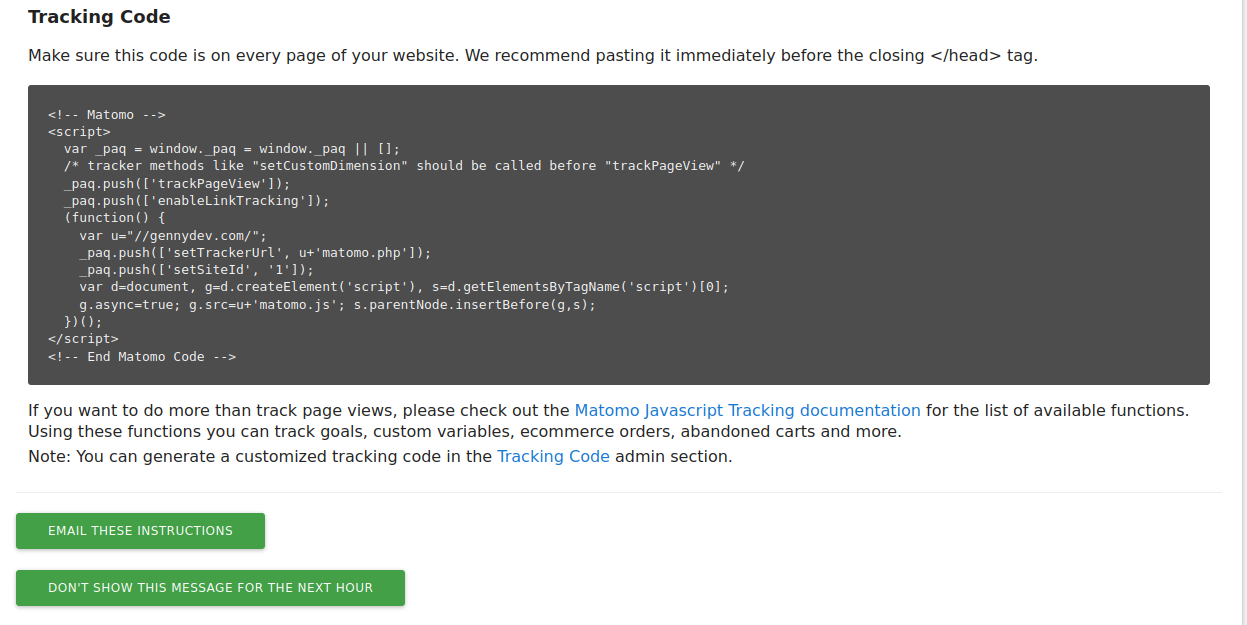 Tracking Code
Make sure this code is on every page of your website. We recommend pasting it immediately before the closing </head> tag.
<!-- Matomo -->
<script>
  var _paq = window._paq = window._paq || [];
  /* tracker methods like "setCustomDimension" should be called before "trackPageView" */
  _paq.push(['trackPageView']);
  _paq.push(['enableLinkTracking']);
  (function() {
    var u="//gennydev.com/";
    _paq.push(['setTrackerUrl', u+'matomo.php']);
    _paq.push(['setSiteId', '1']);
    var d=document, g=d.createElement('script'), s=d.getElementsByTagName('script')[0];
    g.async=true; g.src=u+'matomo.js'; s.parentNode.insertBefore(g,s);
  })();
</script>
<!-- End Matomo Code -->
If you want to do more than track page views, please check out the Matomo Javascript Tracking documentation for the list of available functions.
Using these functions you can track goals, custom variables, ecommerce orders, abandoned carts and more.
Note: You can generate a customized tracking code in the Tracking Code admin section.
EMAIL THESE INSTRUCTIONS
DON'T SHOW THIS MESSAGE FOR THE NEXT HOUR